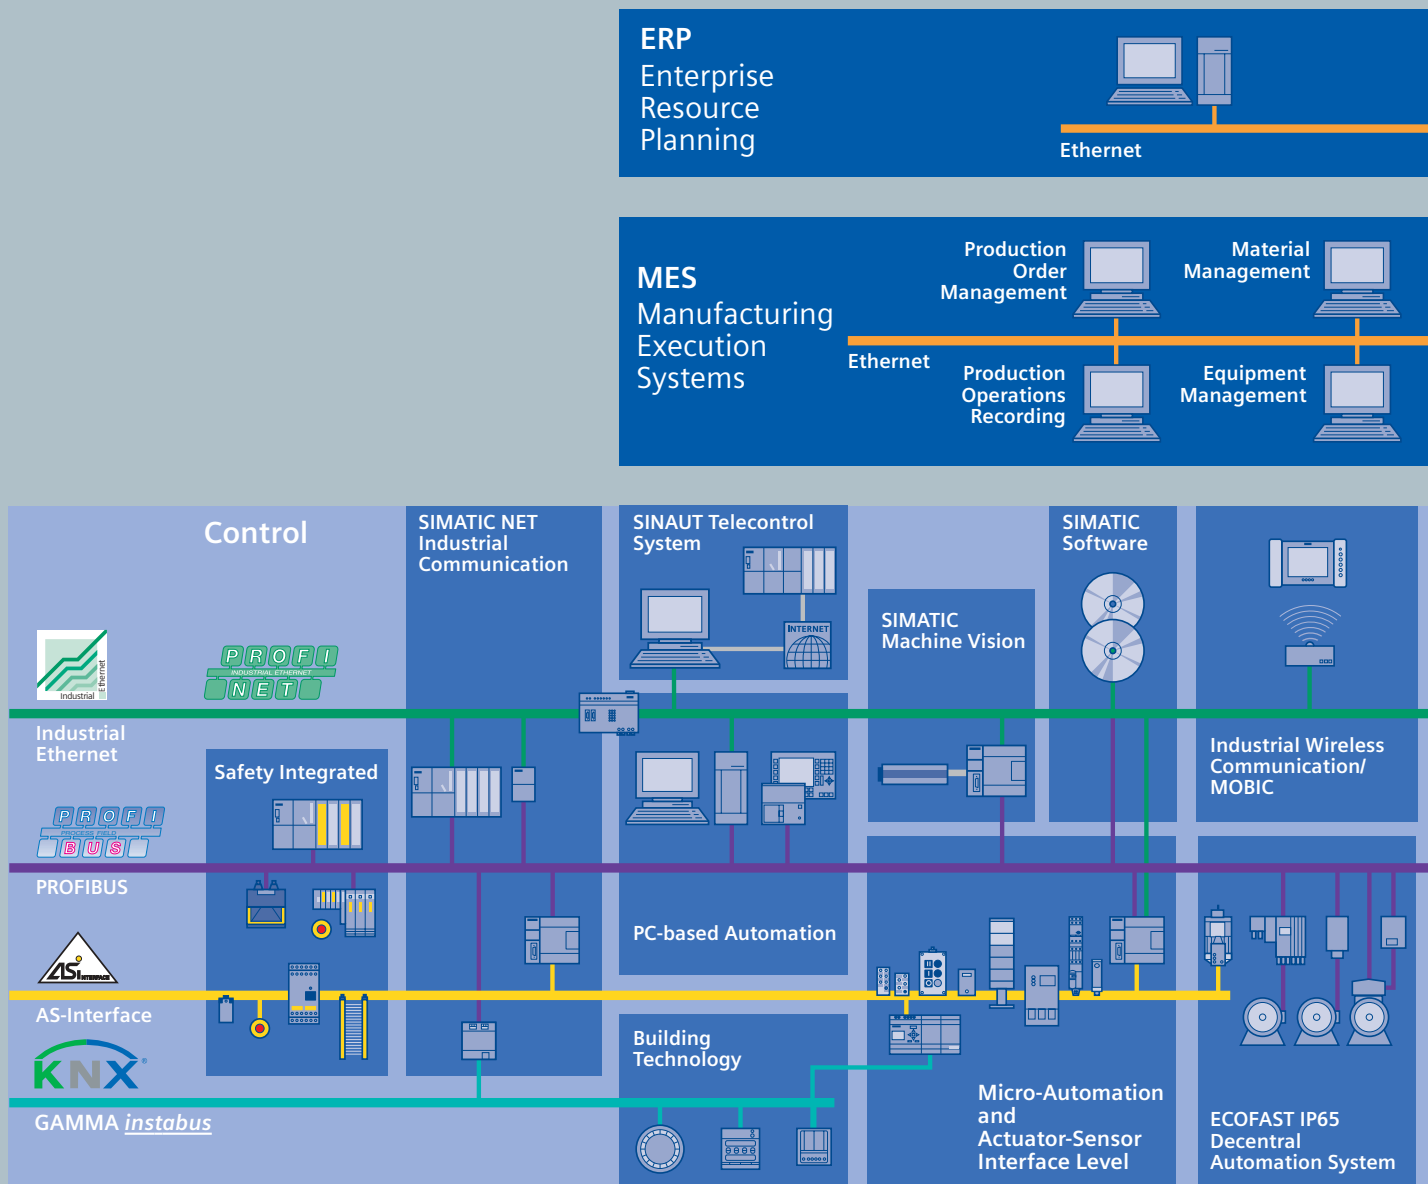 ERP
Enterprise
Resource
Planning
Ethernet
MES
Manufacturing
Execution
Systems
Production
Order
Management
Material
Management
Ethernet
Production
Operations
Recording
Equipment
Management
Control
SIMATIC NET
Industrial
Communication
SINAUT Telecontrol
System
INTERNET
SIMATIC
Machine Vision
SIMATIC
Software
Industrial
Ethernet
PROFI
INDUSTRIAL ETHERNET
NET
Industrial
Ethernet
Safety Integrated
Industrial Wireless
Communication/
MOBIC
PROFI
PROCESS FIELD
BUS
PROFIBUS
PC-based Automation
ASi INTERFACE
AS-Interface
KNX®
GAMMA instabus
Building
Technology
Micro-Automation
and
Actuator-Sensor
Interface Level
ECOFAST IP65
Decentral
Automation System